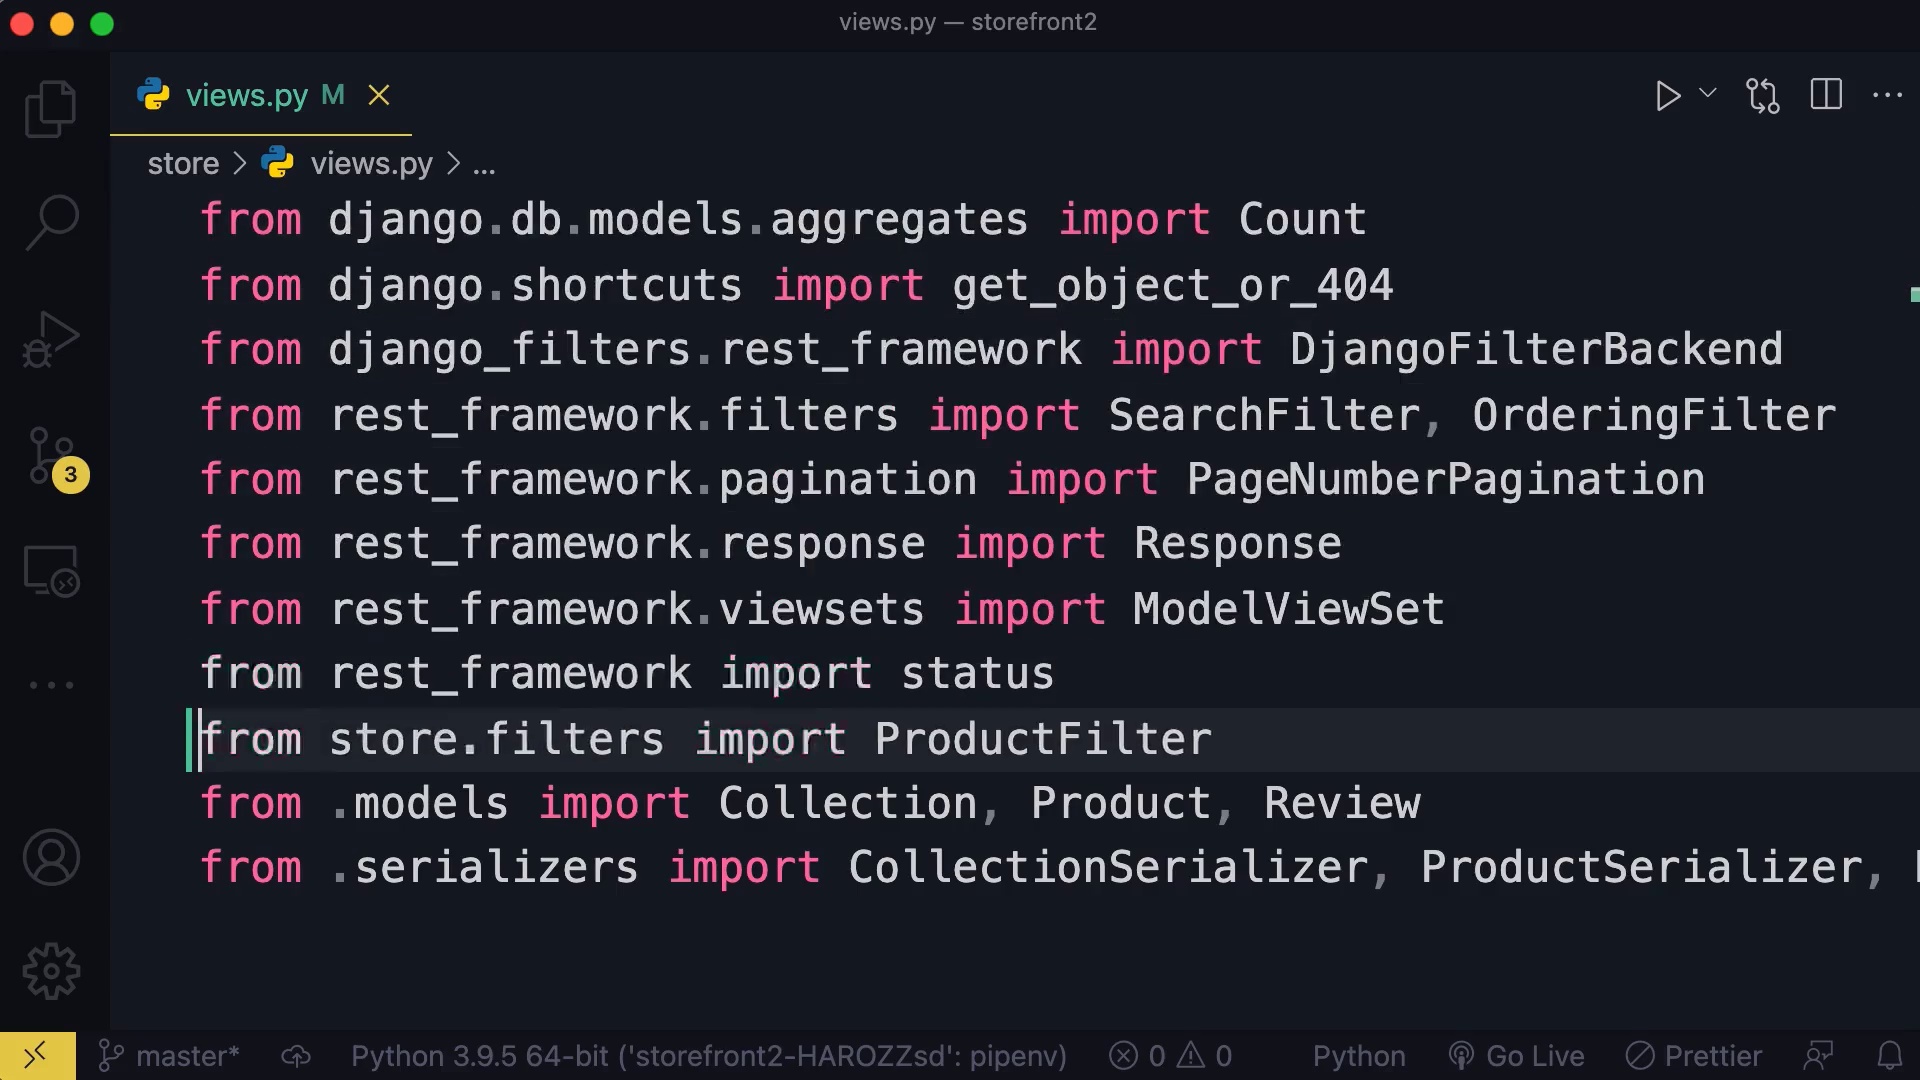 views.py — storefront2
views.py M
store > views.py > ...
from django.db.models.aggregates import Count
from django.shortcuts import get_object_or_404
from django_filters.rest_framework import DjangoFilterBackend
from rest_framework.filters import SearchFilter, OrderingFilter
from rest_framework.pagination import PageNumberPagination
from rest_framework.response import Response
from rest_framework.viewsets import ModelViewSet
from rest_framework import status
from store.filters import ProductFilter
from .models import Collection, Product, Review
from .serializers import CollectionSerializer, ProductSerializer,
3
master* Python 3.9.5 64-bit ('storefront2-HAROZZsd': pipenv) 0 0 Python Go Live Prettier